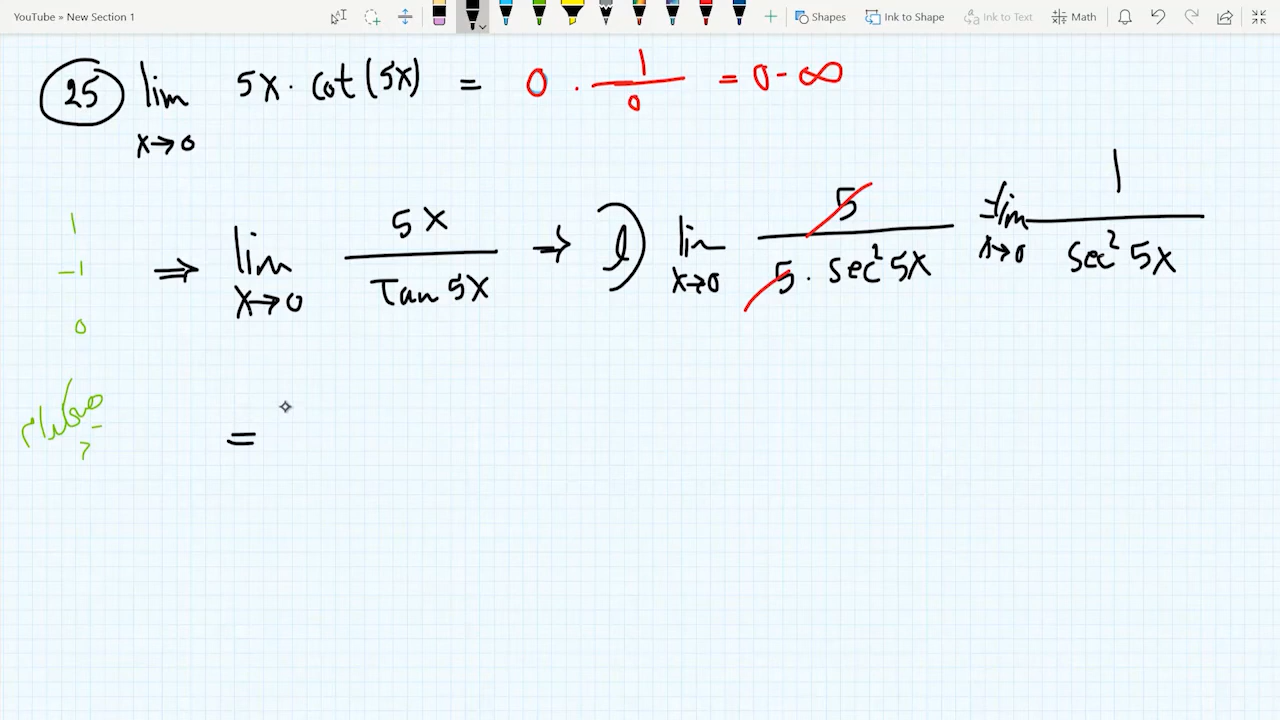 YouTube » New Section 1
Shapes Ink to Shape Ink to Text Math
25 lim x→0 5x · cot(5x) = 0 · 1/0 = 0 - ∞
⇒ lim x→0 5x / Tan 5x ⇒ l) lim x→0 5 / 5 · sec² 5x lim x→0 1 / sec² 5x
1
-1
0
=